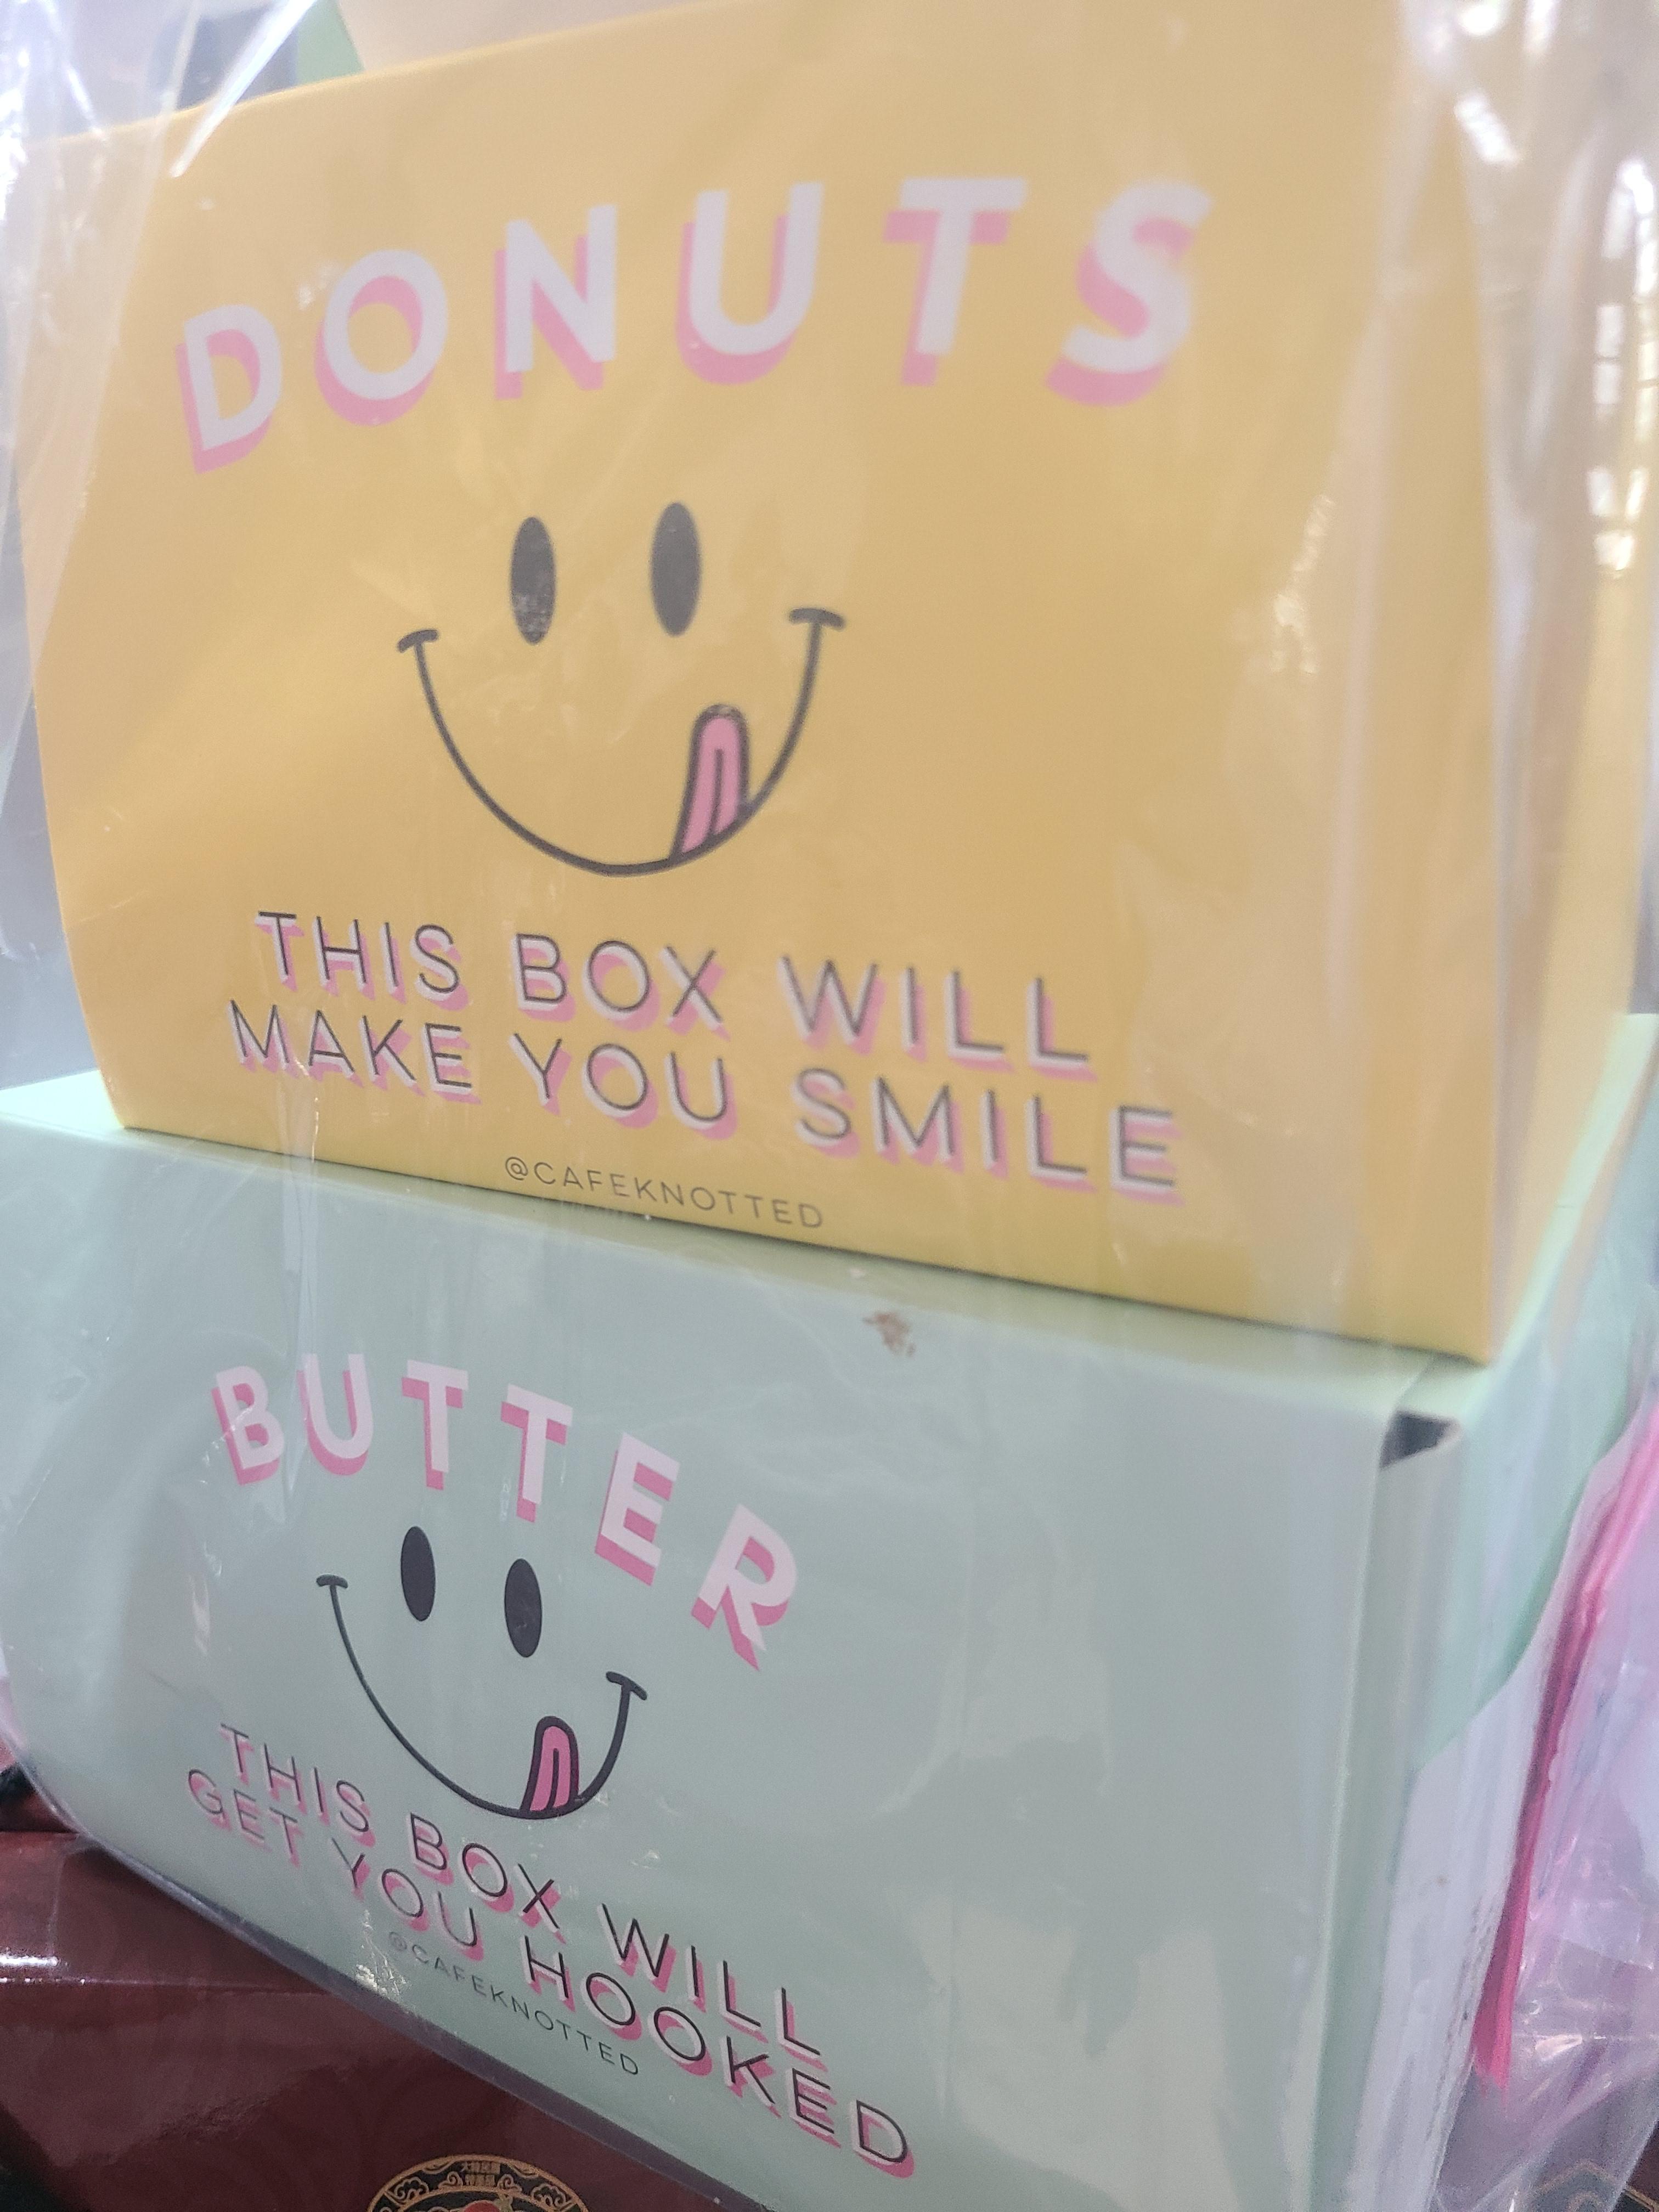 DONUTS
THIS BOX WILL
MAKE YOU SMILE
@CAFEKNOTTED
BUTTER
THIS BOX WILL
GET YOU HOOKED
@CAFEKNOTTED